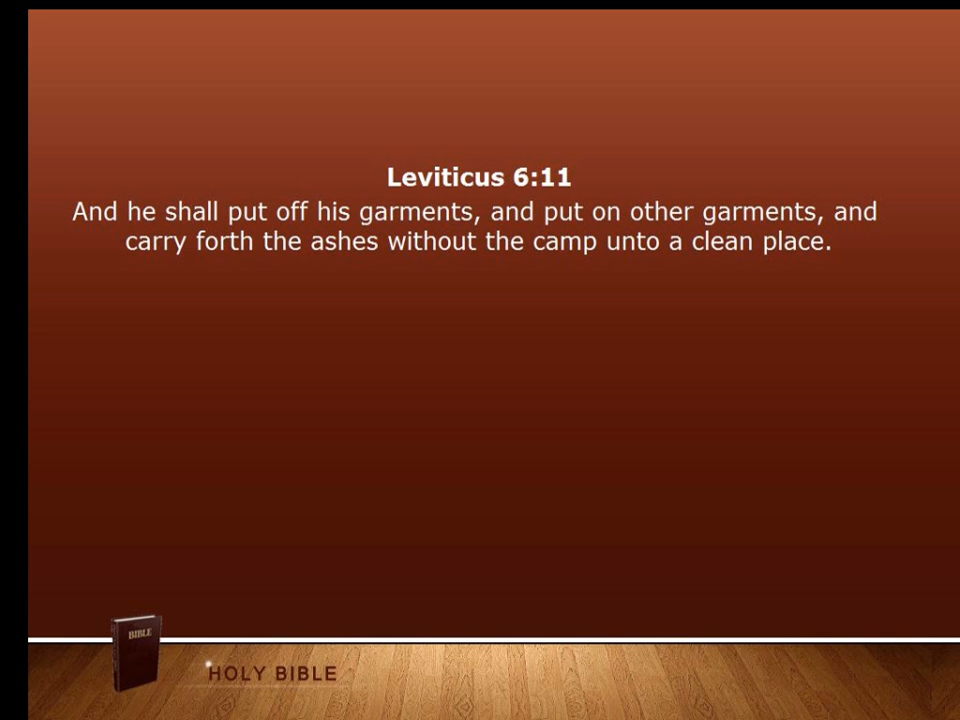 Leviticus 6:11
And he shall put off his garments, and put on other garments, and
carry forth the ashes without the camp unto a clean place.
BIBLE
HOLY BIBLE